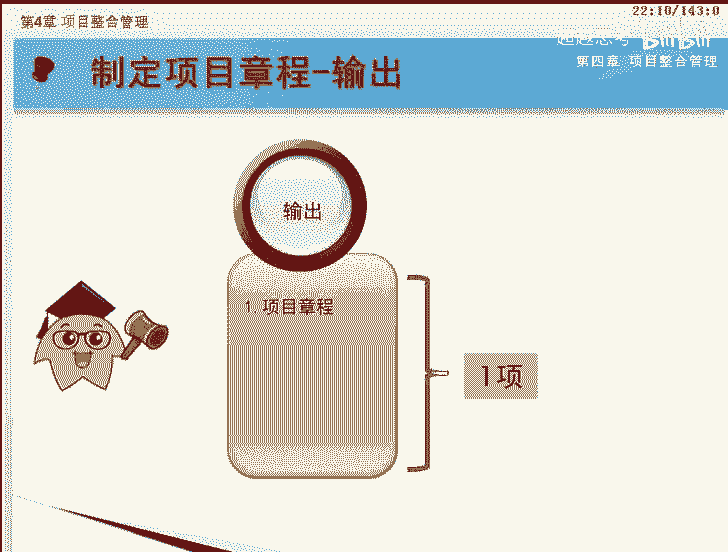 第4章 项目整合管理
22:10/143:0
bilibili
第四章 项目整合管理
制定项目章程-输出
输出
1. 项目章程
1项